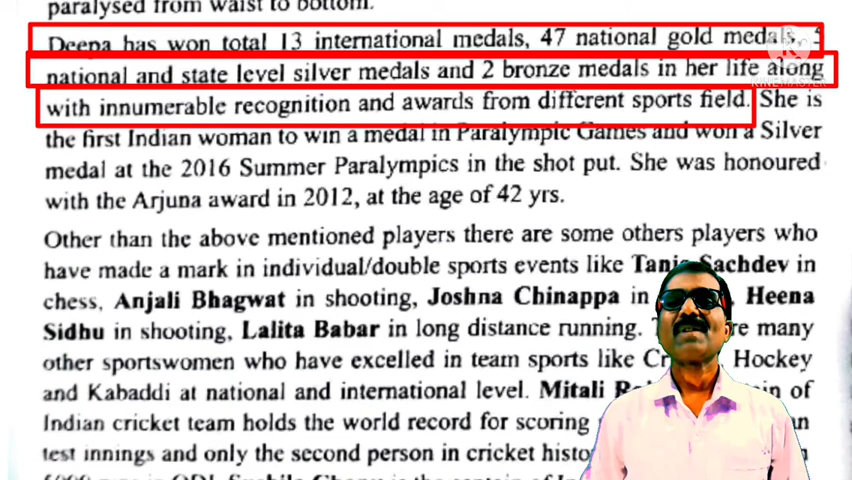 paralysed from waist to bottom.
Deepa has won total 13 international medals, 47 national gold medals,
national and state level silver medals and 2 bronze medals in her life along
with innumerable recognition and awards from different sports field. She is
the first Indian woman to win a medal in Paralympic Games and won a Silver
medal at the 2016 Summer Paralympics in the shot put. She was honoured
with the Arjuna award in 2012, at the age of 42 yrs.
Other than the above mentioned players there are some others players who
have made a mark in individual/double sports events like Tania Sachdev in
chess, Anjali Bhagwat in shooting, Joshna Chinappa in Heena
Sidhu in shooting, Lalita Babar in long distance running. many
other sportswomen who have excelled in team sports like Hockey
and Kabaddi at national and international level. Mitali of
Indian cricket team holds the world record for scoring
test innings and only the second person in cricket
KINEMASTER